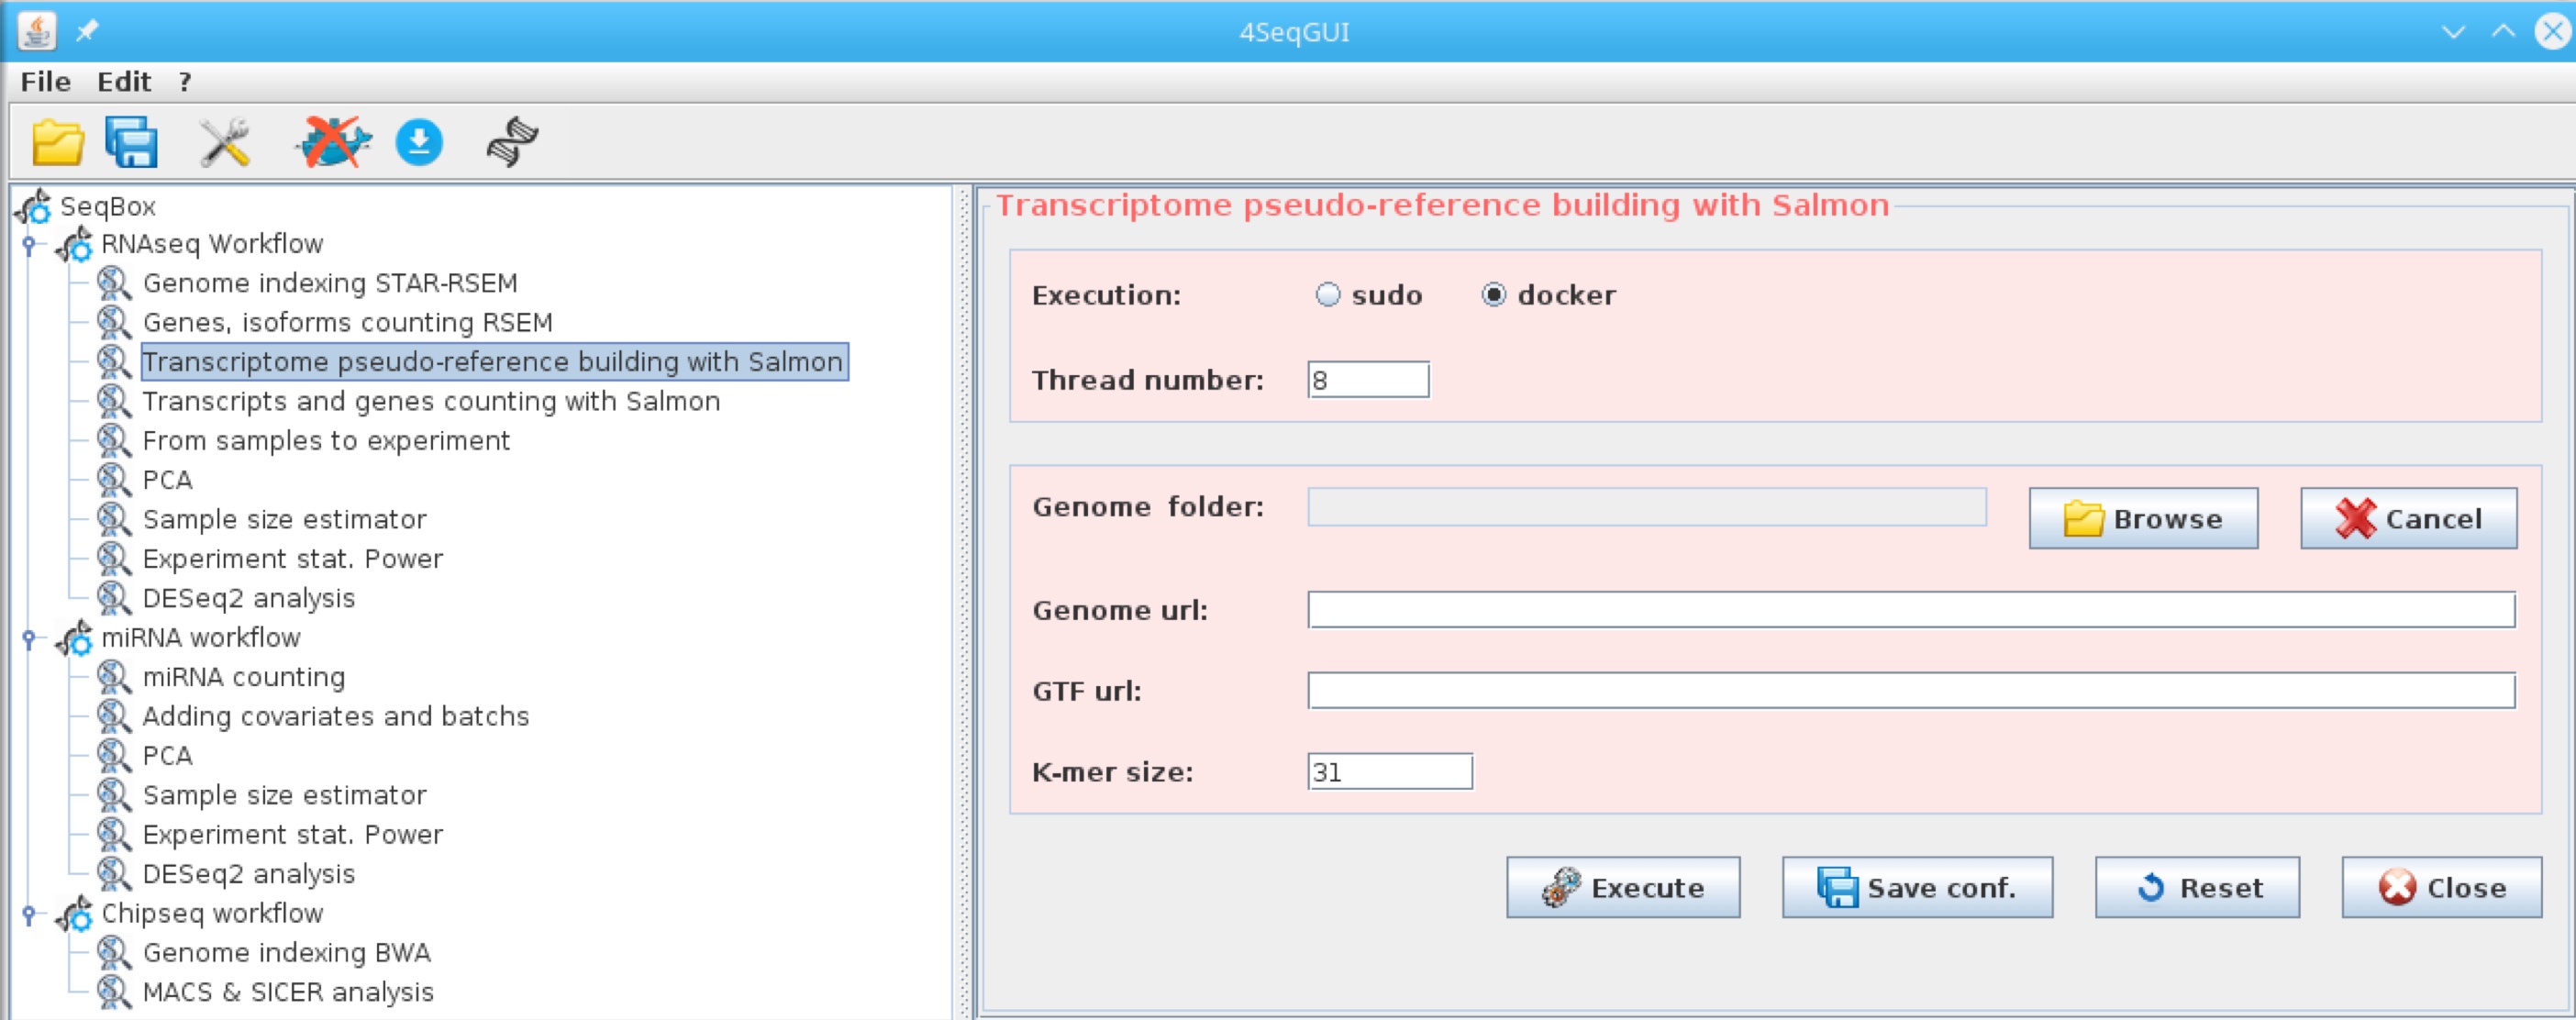 4SeqGUI
File Edit ?
SeqBox
RNAseq Workflow
Genome indexing STAR-RSEM
Genes, isoforms counting RSEM
Transcriptome pseudo-reference building with Salmon
Transcripts and genes counting with Salmon
From samples to experiment
PCA
Sample size estimator
Experiment stat. Power
DESeq2 analysis
miRNA workflow
miRNA counting
Adding covariates and batchs
PCA
Sample size estimator
Experiment stat. Power
DESeq2 analysis
Chipseq workflow
Genome indexing BWA
MACS & SICER analysis
Transcriptome pseudo-reference building with Salmon
Execution: sudo docker
Thread number: 8
Genome folder: Browse Cancel
Genome url:
GTF url:
K-mer size: 31
Execute Save conf. Reset Close